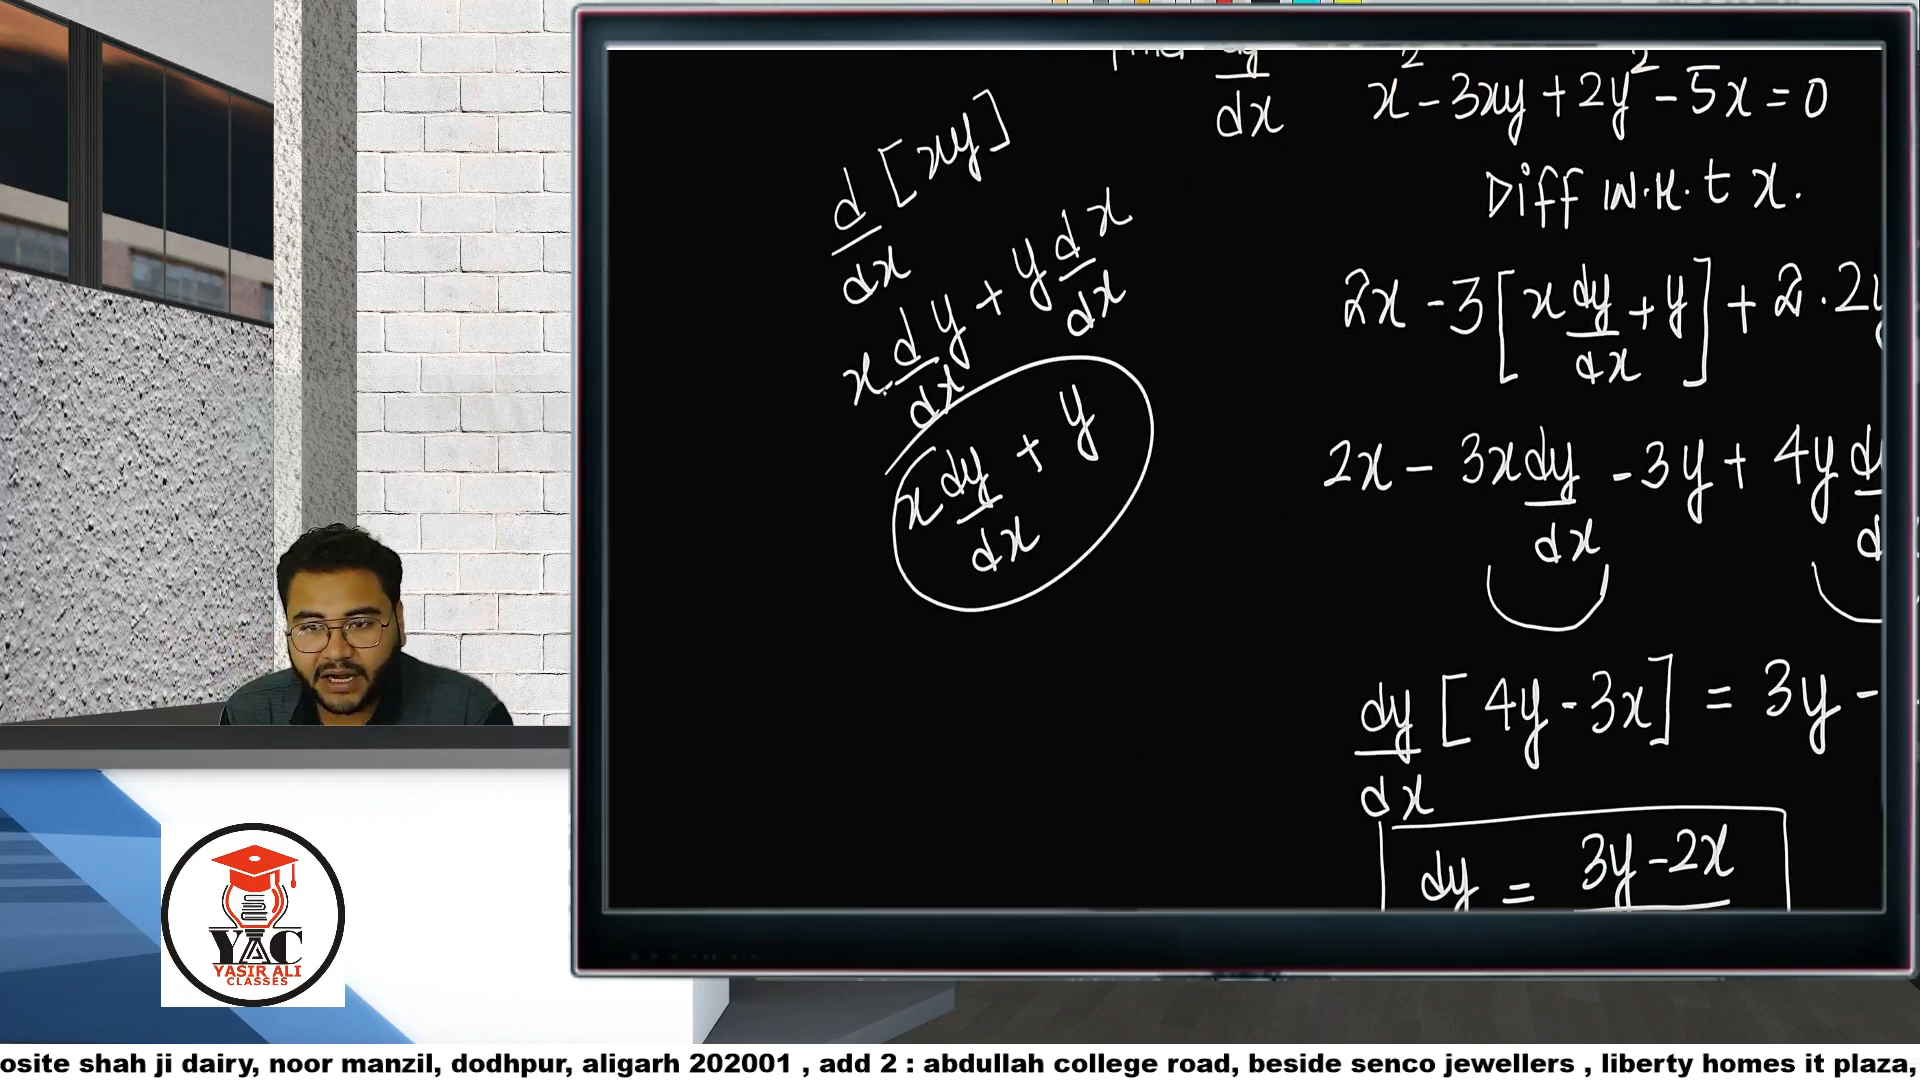 dy/dx x² - 3xy + 2y² - 5x = 0
Diff W.R.t x.
2x - 3[x dy/dx + y] + 2 . 2y
2x - 3x dy/dx - 3y + 4y d
dy/dx [4y - 3x] = 3y -
dy = 3y - 2x
d/dx [xy]
x d/dx y + y d/dx x
x dy/dx + y
YAC
YASIR ALI
CLASSES
osite shah ji dairy, noor manzil, dodhpur, aligarh 202001 , add 2 : abdullah college road, beside senco jewellers , liberty homes it plaza,